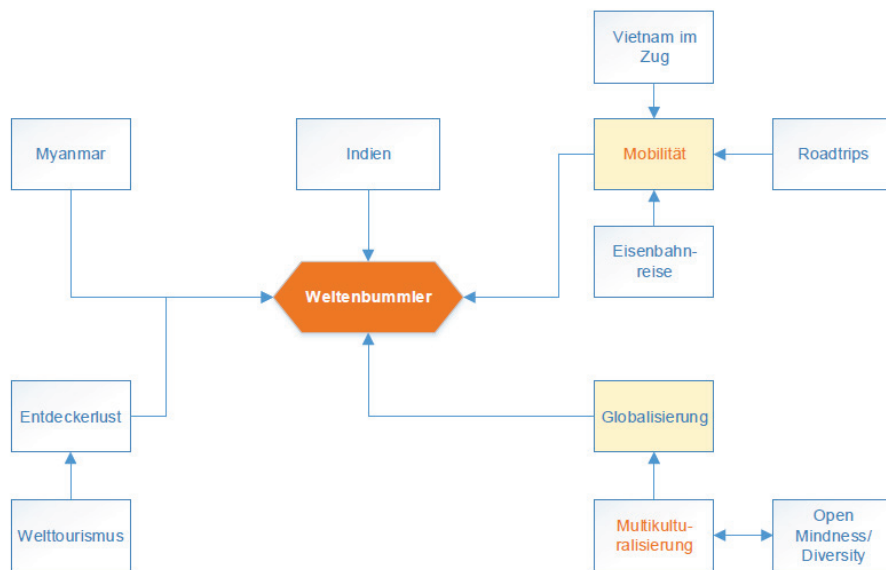 Vietnam im
Zug
Myanmar
Indien
Mobilität
Roadtrips
Eisenbahn-
reise
Weltenbummler
Entdeckerlust
Globalisierung
Welttourismus
Multikultu-
ralisierung
Open
Mindness/
Diversity